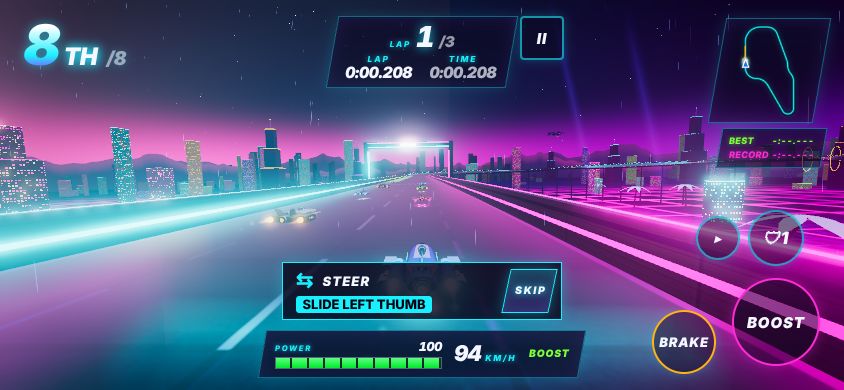 8TH /8
LAP 1 /3
LAP TIME
0:00.208 0:00.208
BEST -:--.---
RECORD -:--.---
1
STEER
SLIDE LEFT THUMB
SKIP
BOOST
BRAKE
POWER 100
94 KM/H
BOOST